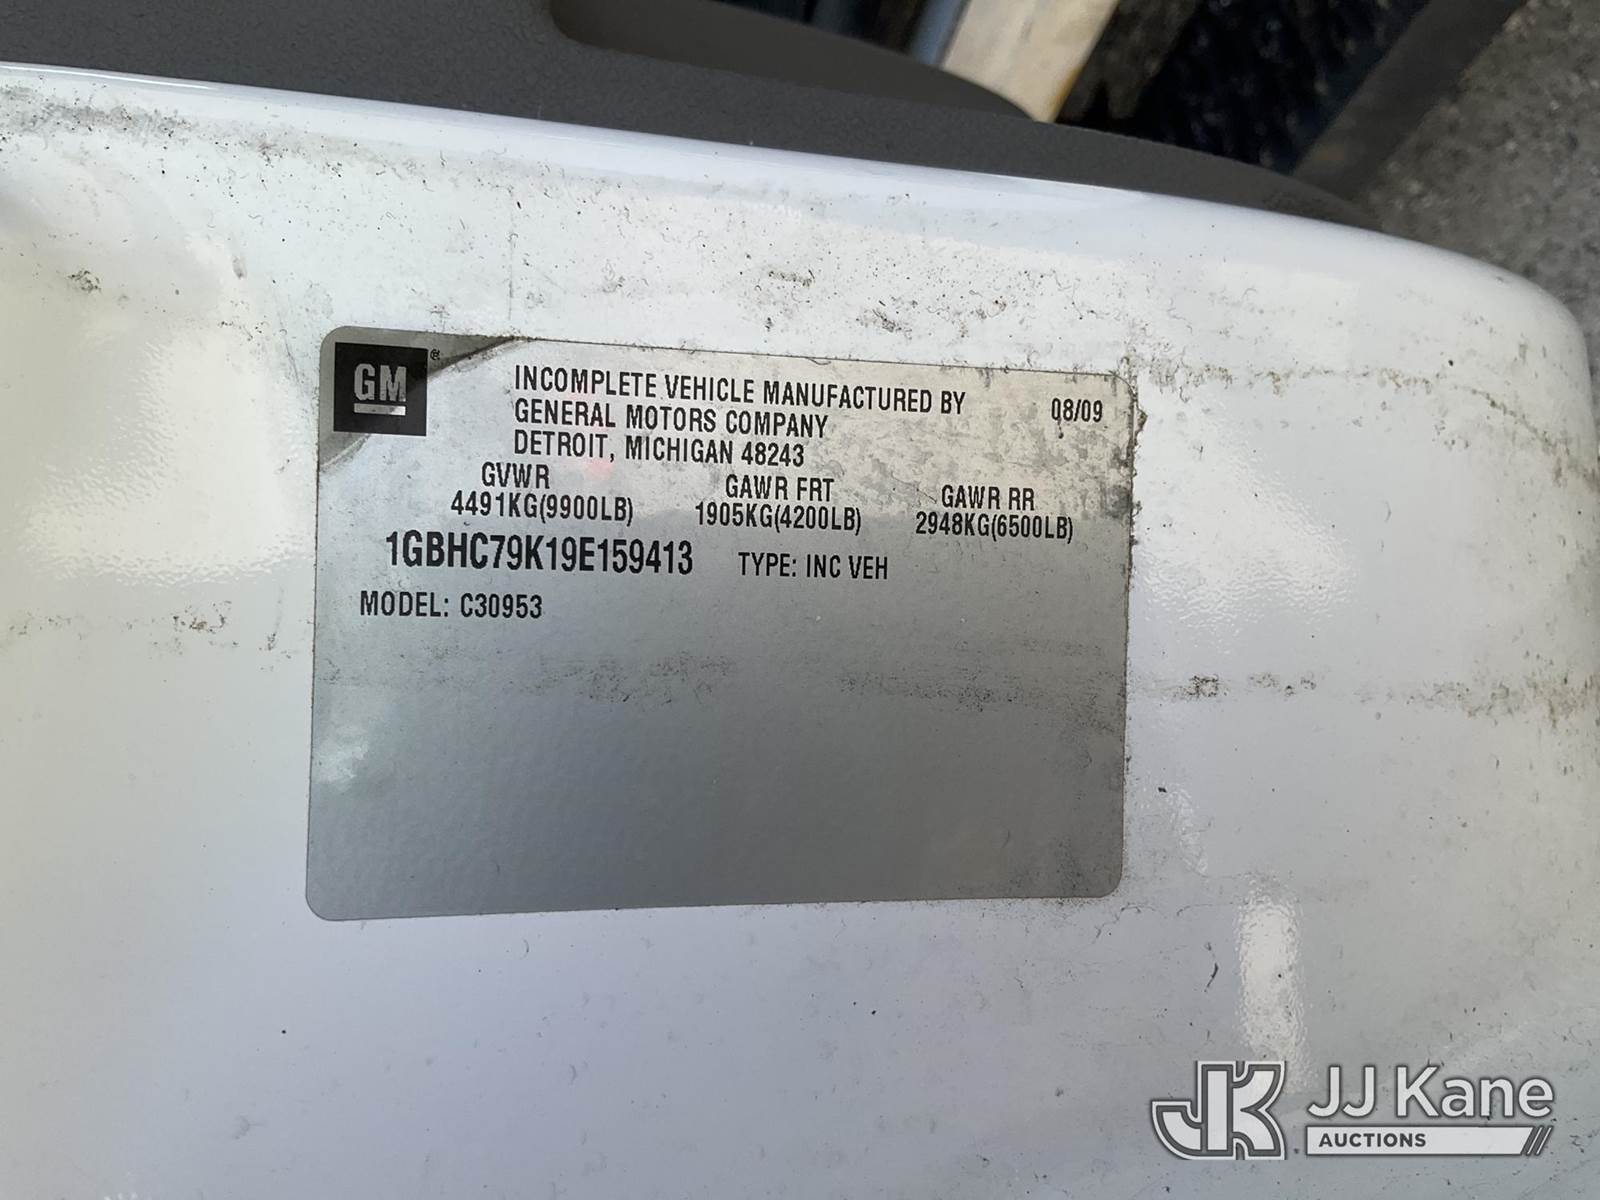 GM®
INCOMPLETE VEHICLE MANUFACTURED BY 08/09
GENERAL MOTORS COMPANY
DETROIT, MICHIGAN 48243
GVWR GAWR FRT GAWR RR
4491KG(9900LB) 1905KG(4200LB) 2948KG(6500LB)
1GBHC79K19E159413 TYPE: INC VEH
MODEL: C30953
JK JJ Kane
AUCTIONS